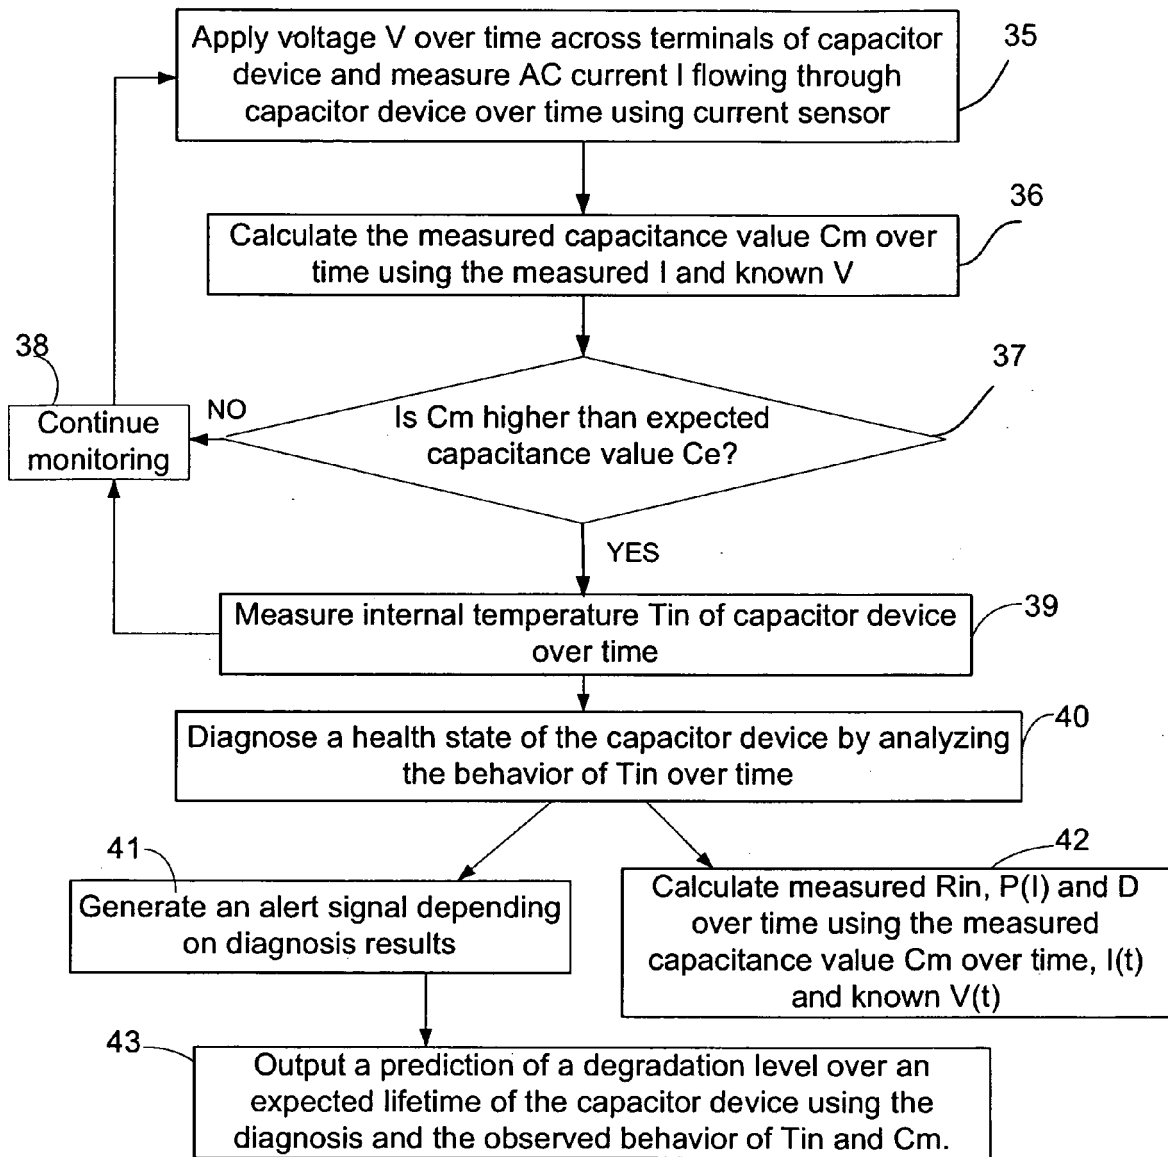 Apply voltage V over time across terminals of capacitor
device and measure AC current I flowing through
capacitor device over time using current sensor
35
Calculate the measured capacitance value Cm over
time using the measured I and known V
36
Is Cm higher than expected
capacitance value Ce?
37
NO
38
Continue
monitoring
YES
Measure internal temperature Tin of capacitor device
over time
39
Diagnose a health state of the capacitor device by analyzing
the behavior of Tin over time
40
41
Generate an alert signal depending
on diagnosis results
42
Calculate measured Rin, P(I) and D
over time using the measured
capacitance value Cm over time, I(t)
and known V(t)
43
Output a prediction of a degradation level over an
expected lifetime of the capacitor device using the
diagnosis and the observed behavior of Tin and Cm.